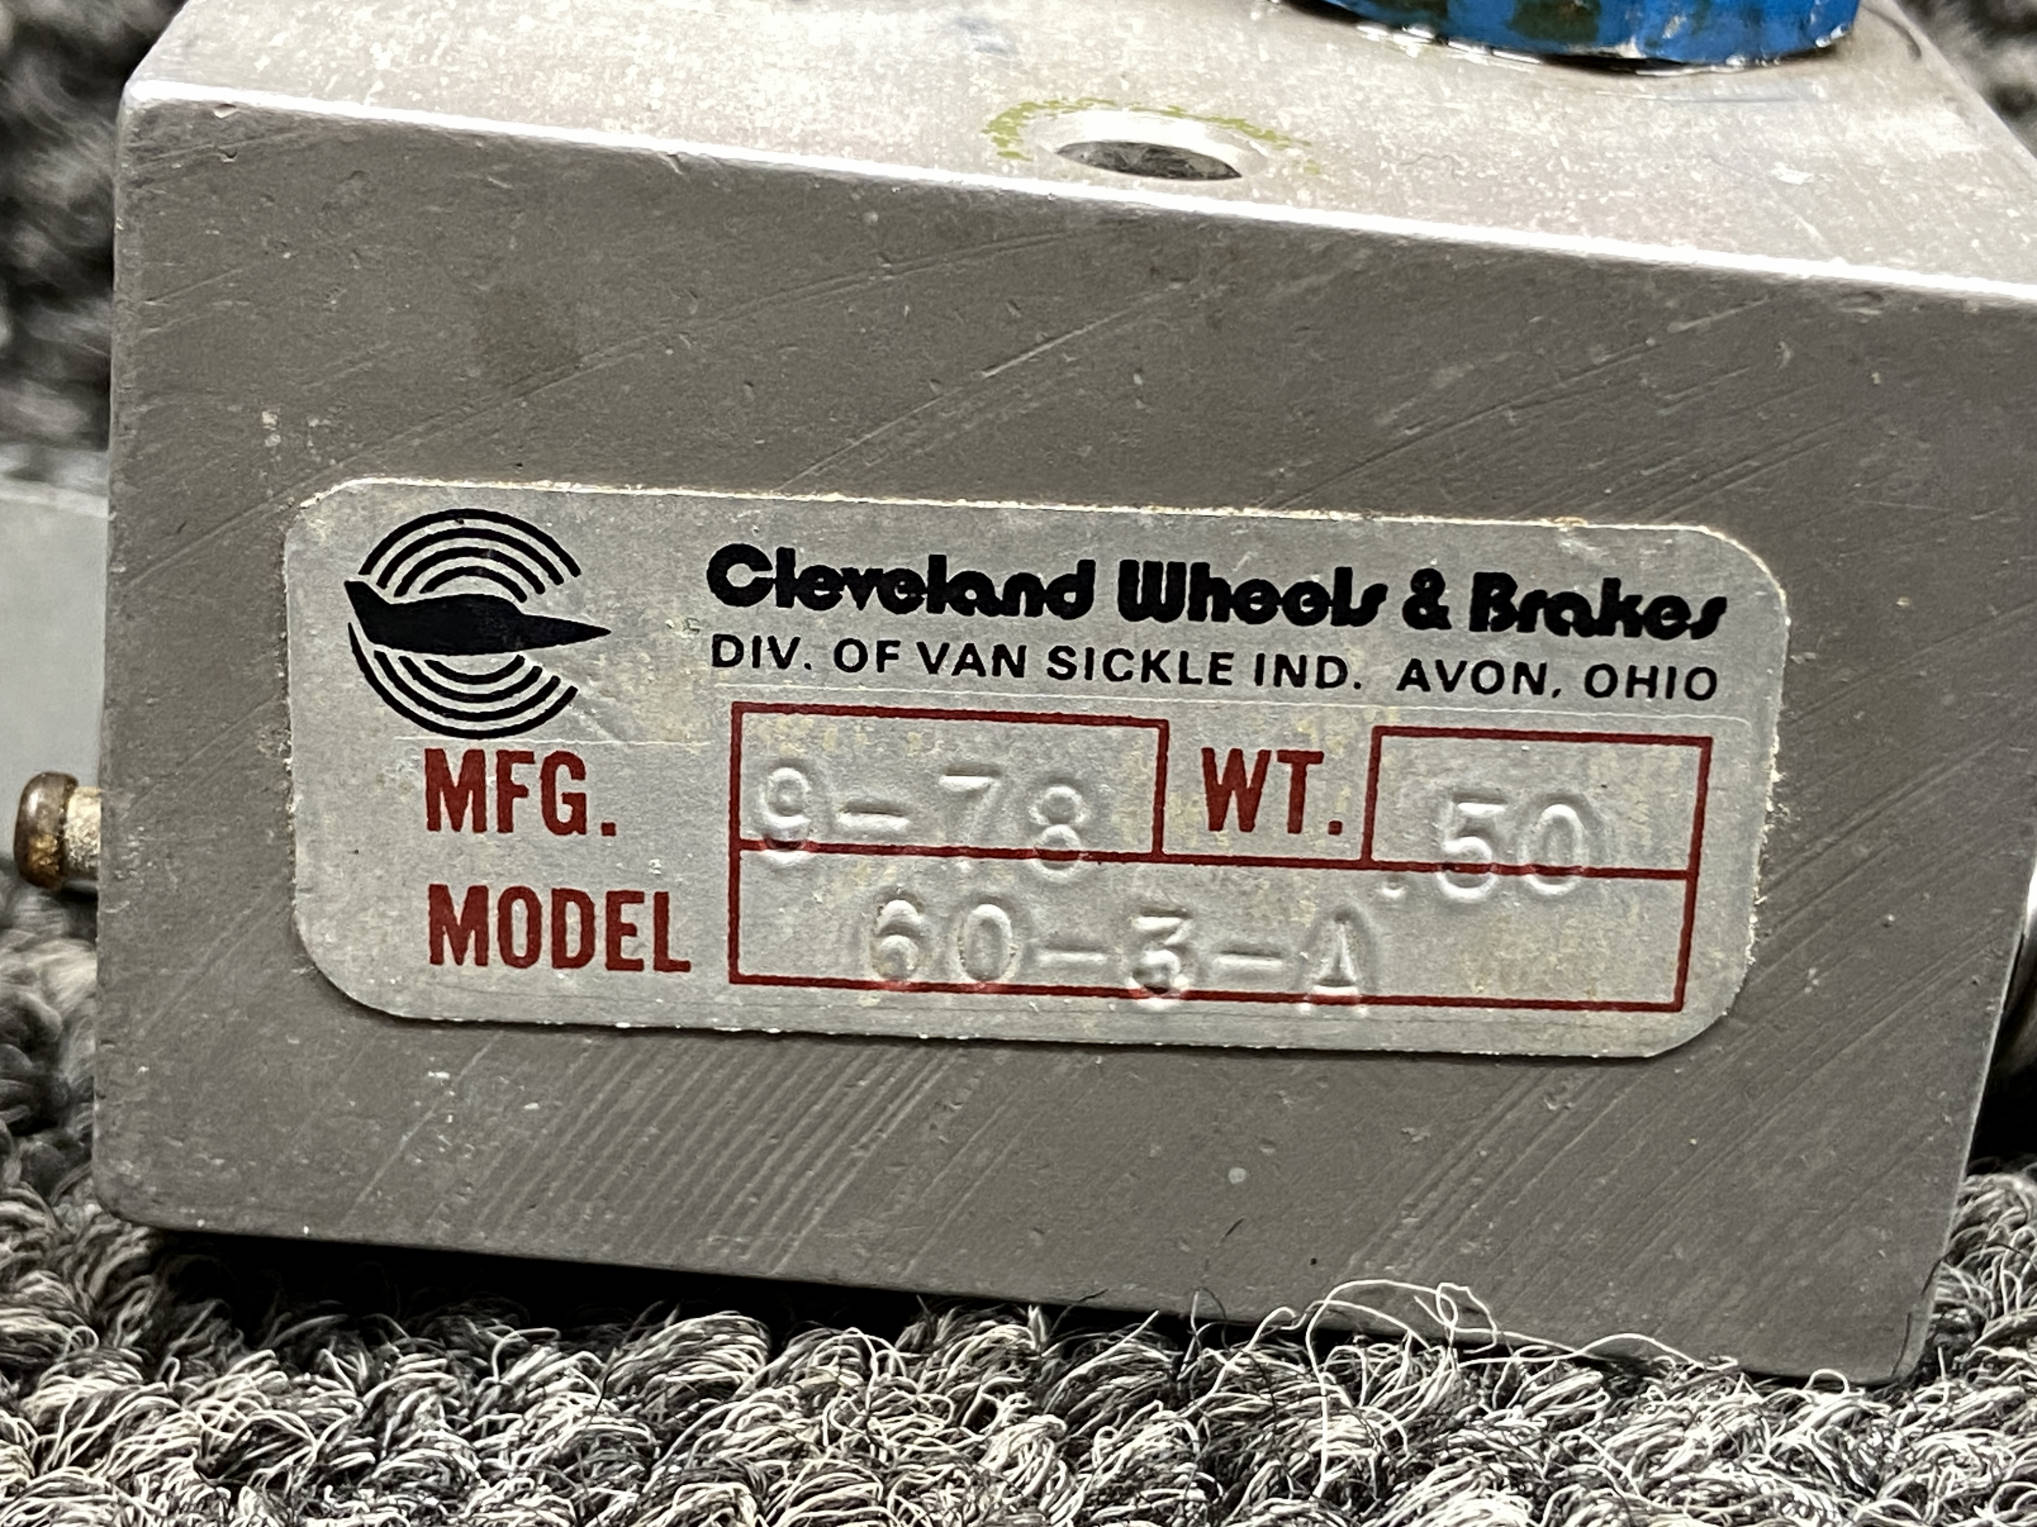 Cleveland Wheels & Brakes
DIV. OF VAN SICKLE IND. AVON, OHIO
MFG. 9-78 WT. .50
MODEL 60-3-A